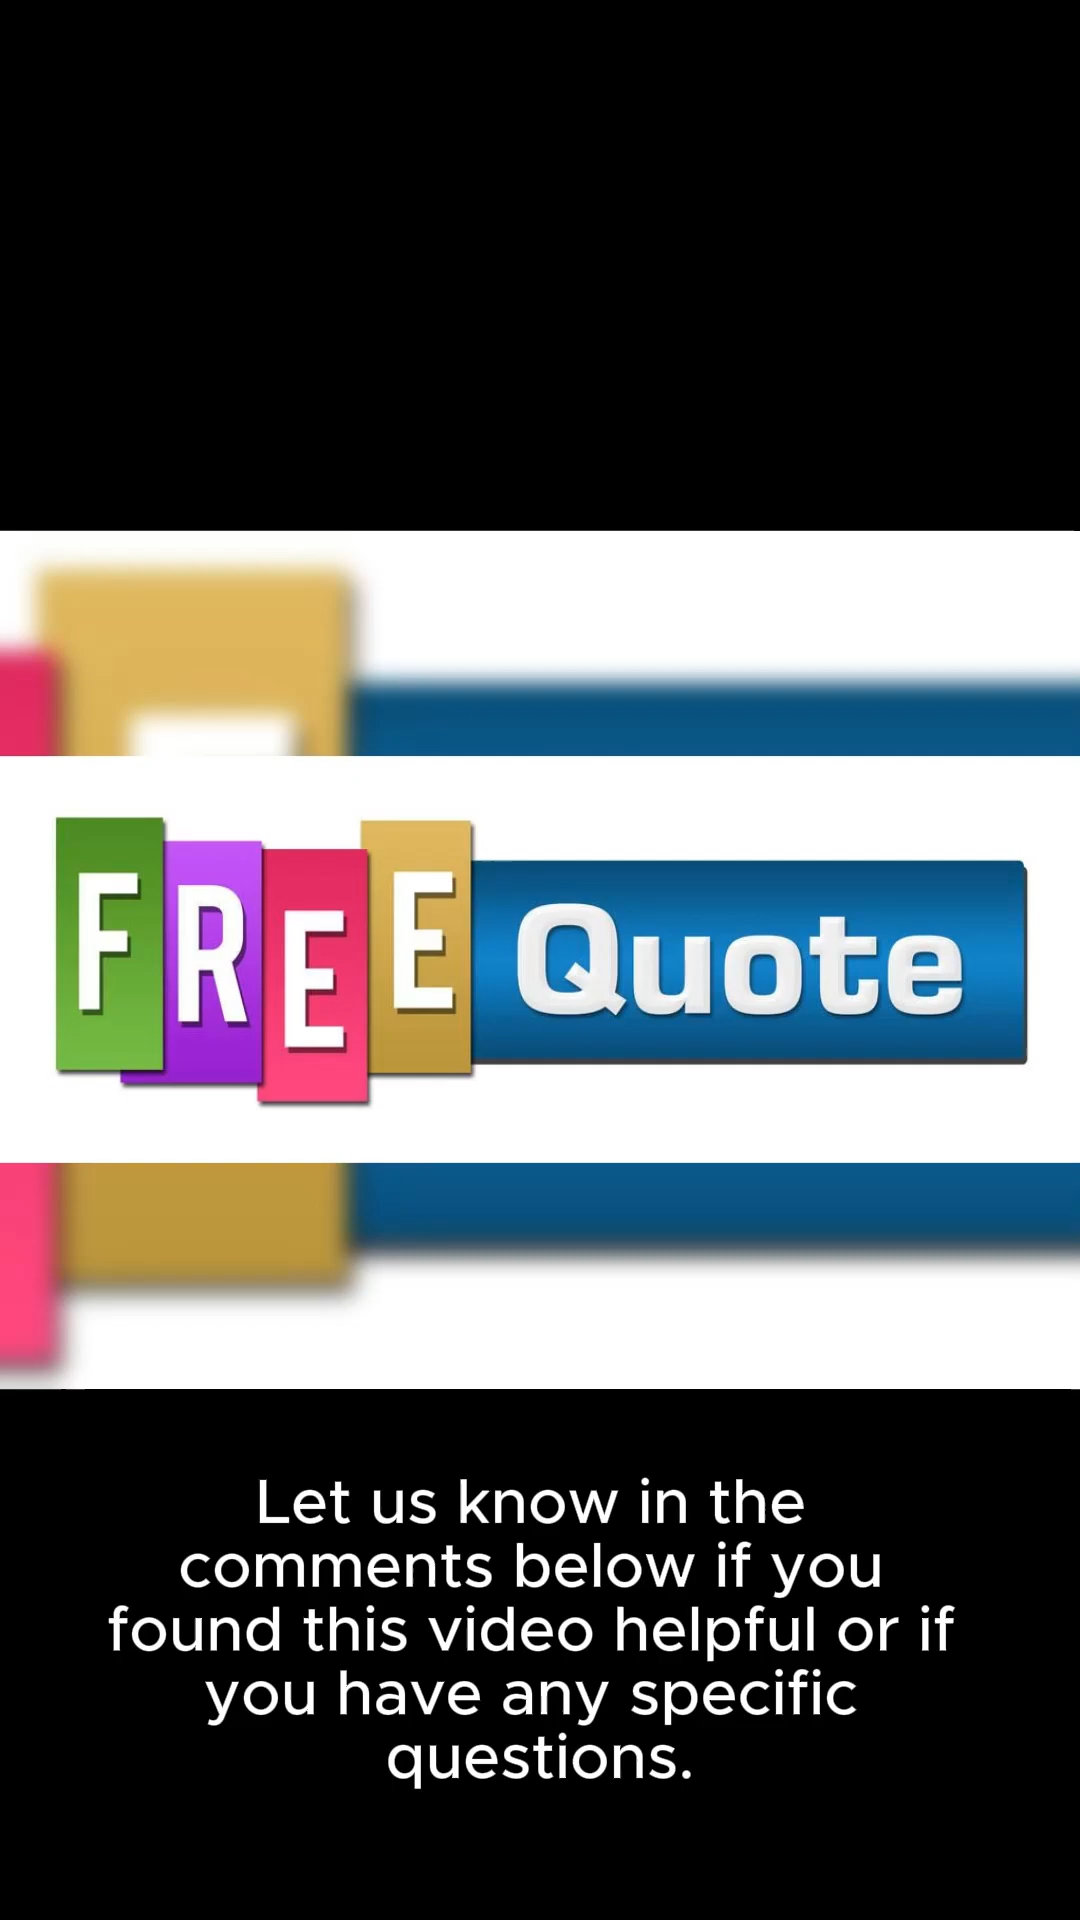 FREE Quote
Let us know in the
comments below if you
found this video helpful or if
you have any specific
questions.